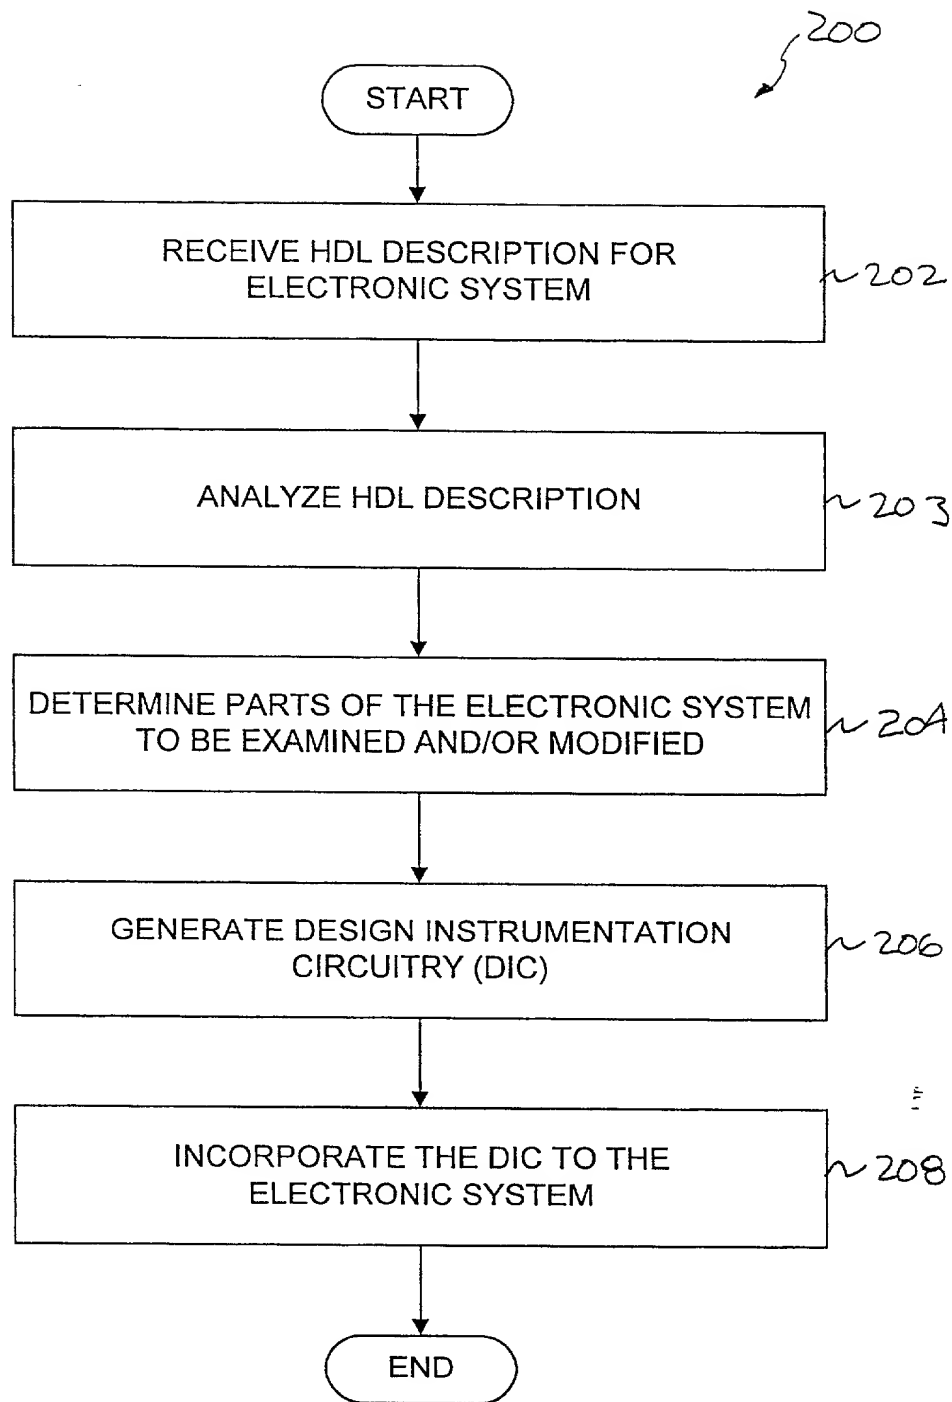 200
START
RECEIVE HDL DESCRIPTION FOR
ELECTRONIC SYSTEM
202
ANALYZE HDL DESCRIPTION
203
DETERMINE PARTS OF THE ELECTRONIC SYSTEM
TO BE EXAMINED AND/OR MODIFIED
204
GENERATE DESIGN INSTRUMENTATION
CIRCUITRY (DIC)
206
INCORPORATE THE DIC TO THE
ELECTRONIC SYSTEM
208
END